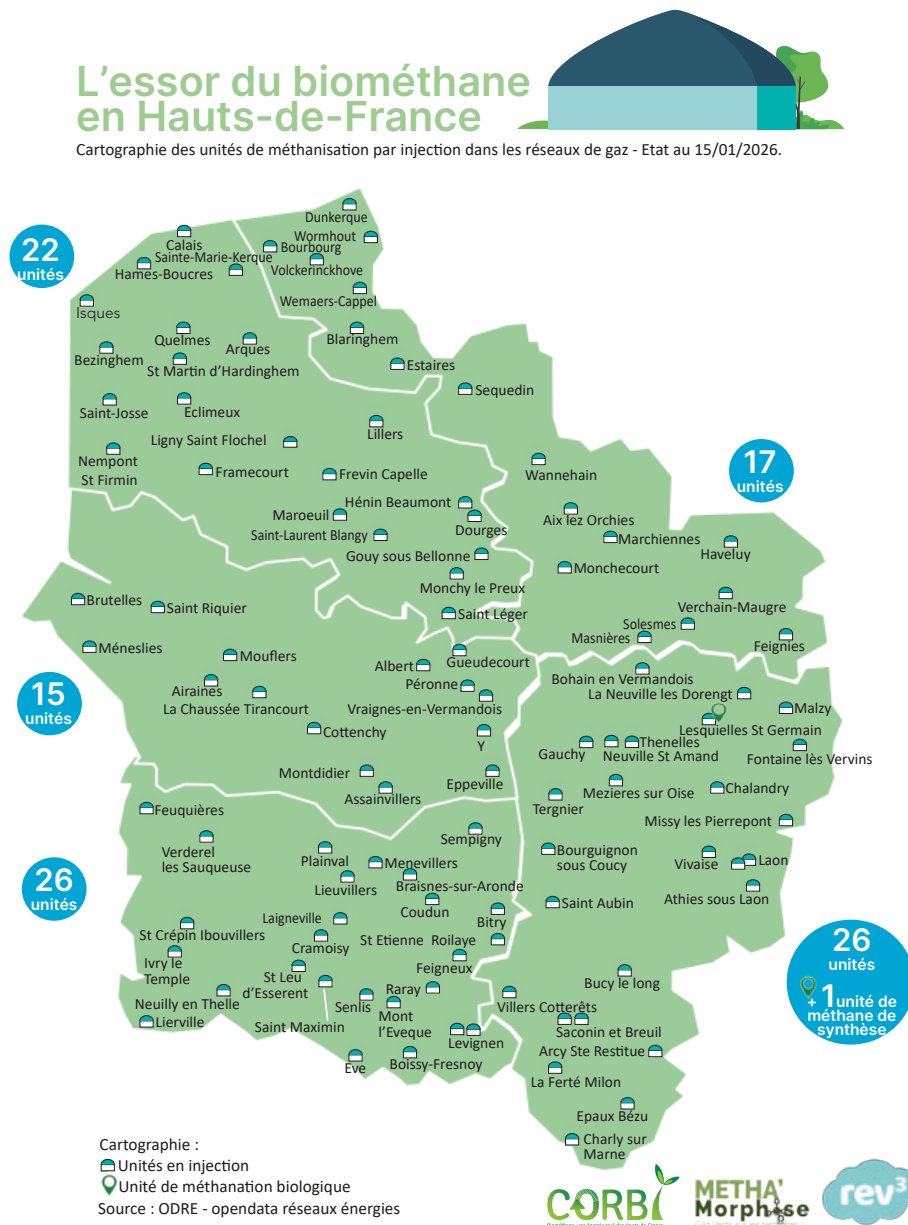 L'essor du biométhane
en Hauts-de-France
Cartographie des unités de méthanisation par injection dans les réseaux de gaz - Etat au 15/01/2026.
22
unités
Dunkerque
Wormhout
Calais
Bourbourg
Sainte-Marie-Kerque
Volckerinckhove
Hames-Boucres
Wemaers-Cappel
Isques
Quelmes
Arques
Blaringhem
Bezinghem
St Martin d'Hardinghem
Estaires
Sequedin
Saint-Josse
Eclimeux
Lillers
Ligny Saint Flochel
Nempont
St Firmin
Framecourt
Frevin Capelle
Wannehain
17
unités
Hénin Beaumont
Maroeuil
Dourges
Aix lez Orchies
Saint-Laurent Blangy
Marchiennes
Haveluy
Gouy sous Bellonne
Monchecourt
Monchy le Preux
Verchain-Maugre
Brutelles
Saint Riquier
Saint Léger
Solesmes
Masnières
Feignies
Méneslies
Mouflers
Albert
Gueudecourt
Bohain en Vermandois
15
unités
Airaines
Péronne
La Neuville les Dorengt
La Chaussée Tirancourt
Vraignes-en-Vermandois
Malzy
Cottenchy
Y
Lesquielles St Germain
Gauchy
Thenelles
Neuville St Amand
Fontaine lès Vervins
Montdidier
Eppeville
Assainvillers
Mezieres sur Oise
Chalandry
Tergnier
Feuquières
Missy les Pierrepont
Sempigny
Verderel
les Sauqueuse
Plainval
Menevillers
Bourguignon
sous Coucy
Vivaise
Laon
26
unités
Lieuvillers
Braisnes-sur-Aronde
Coudun
Athies sous Laon
Saint Aubin
Laigneville
Bitry
St Crépin Ibouvillers
Cramoisy
St Etienne Roilaye
26
unités
+ 1 unité de
méthane de
synthèse
Ivry le
Temple
Feigneux
St Leu
d'Esserent
Bucy le long
Neuilly en Thelle
Raray
Senlis
Villers Cotterêts
Lierville
Saint Maximin
Mont
l'Eveque
Levignen
Saconin et Breuil
Arcy Ste Restitue
Eve
Boissy-Fresnoy
La Ferté Milon
Epaux Bézu
Charly sur
Marne
Cartographie :
Unités en injection
Unité de méthanation biologique
Source : ODRE - opendata réseaux énergies
CORBI
METHA'
Morphose
rev3